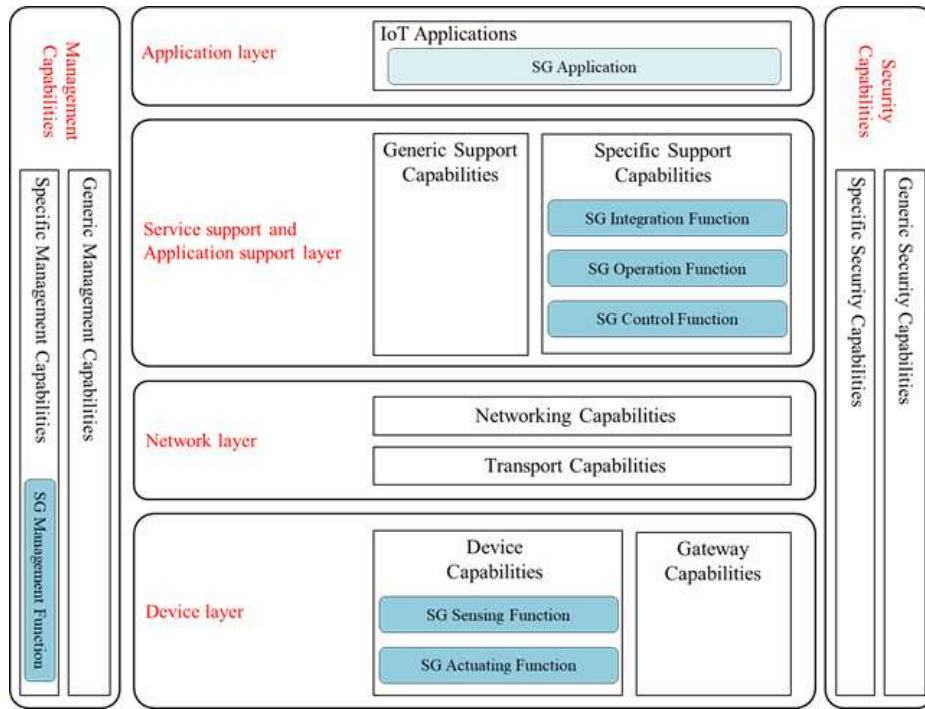 Management
Capabilities
Specific Management Capabilities
Generic Management Capabilities
SG Management Function
Application layer
IoT Applications
SG Application
Service support and
Application support layer
Generic Support
Capabilities
Specific Support
Capabilities
SG Integration Function
SG Operation Function
SG Control Function
Network layer
Networking Capabilities
Transport Capabilities
Device layer
Device
Capabilities
SG Sensing Function
SG Actuating Function
Gateway
Capabilities
Security
Capabilities
Specific Security Capabilities
Generic Security Capabilities